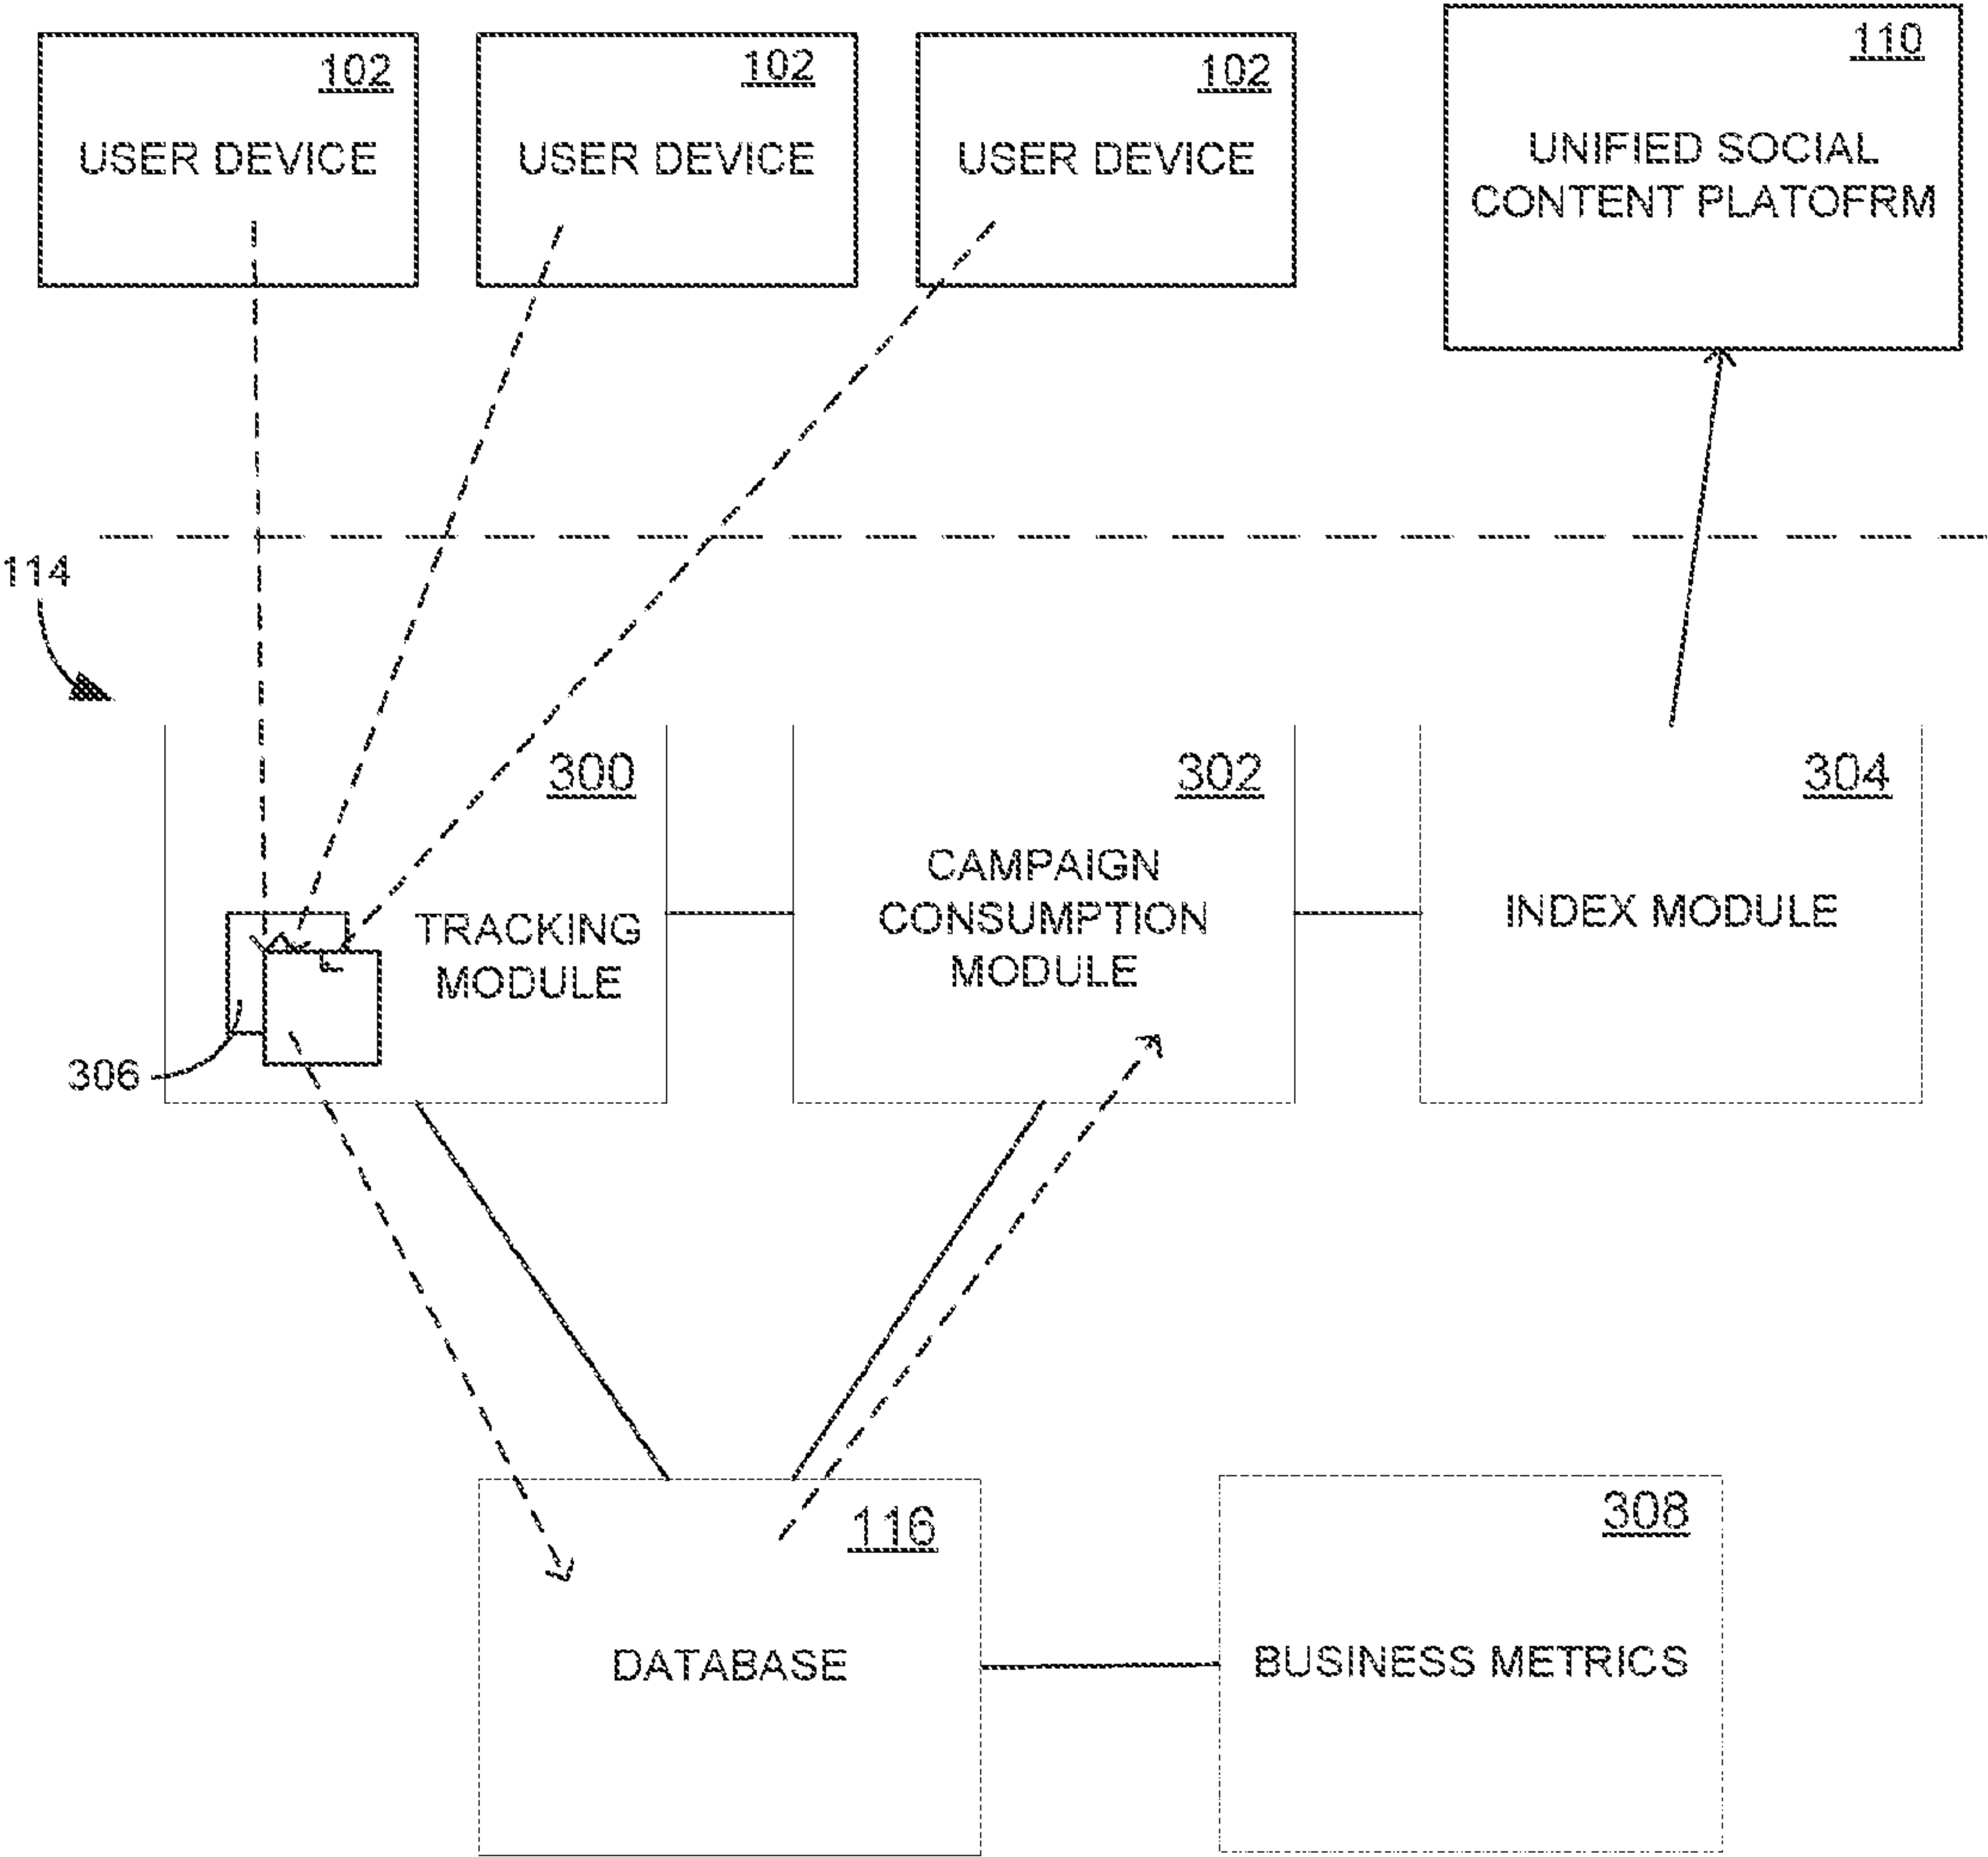 102
USER DEVICE
102
USER DEVICE
102
USER DEVICE
110
UNIFIED SOCIAL
CONTENT PLATOFRM
114
300
TRACKING
MODULE
306
302
CAMPAIGN
CONSUMPTION
MODULE
304
INDEX MODULE
116
DATABASE
308
BUSINESS METRICS